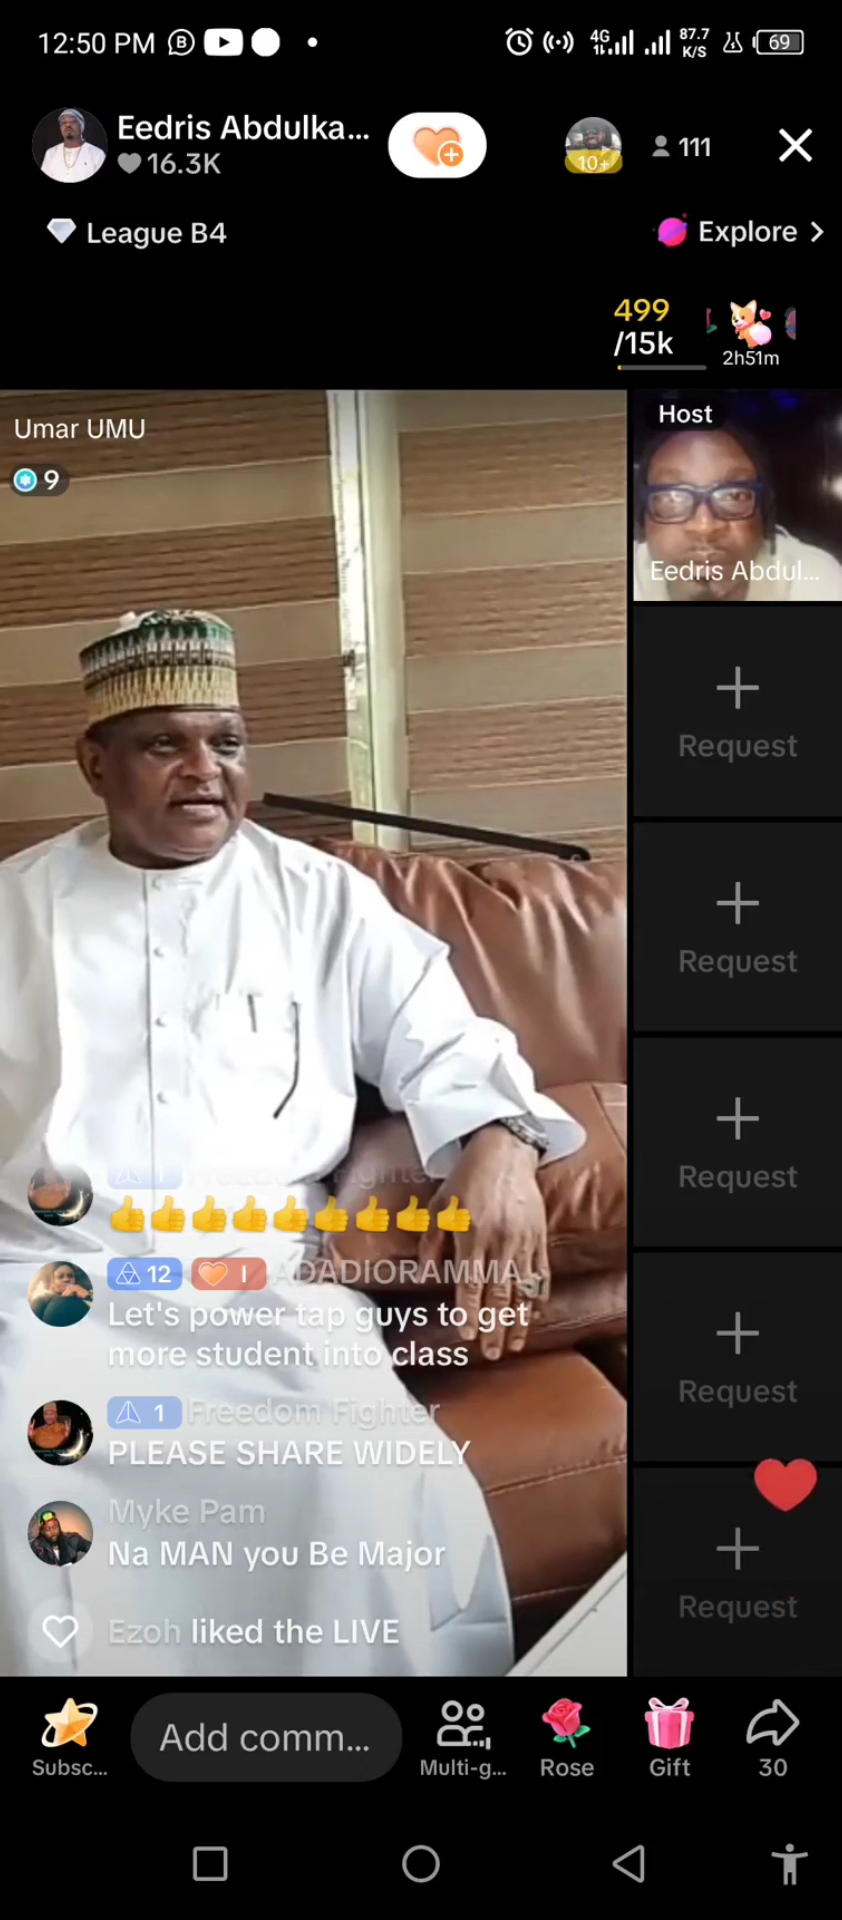 12:50 PM
4G
87.7
K/S
69
Eedris Abdulka...
16.3K
10+
111
League B4
Explore
499
/15k
2h51m
Umar UMU
9
Host
Eedris Abdul...
Request
Request
Request
Request
Request
1 Freedom Fighter
👍👍👍👍👍👍👍👍👍
12 I ADADIORAMMA
Let's power tap guys to get
more student into class
1 Freedom Fighter
PLEASE SHARE WIDELY
Myke Pam
Na MAN you Be Major
Ezoh liked the LIVE
Subsc...
Add comm...
Multi-g...
Rose
Gift
30